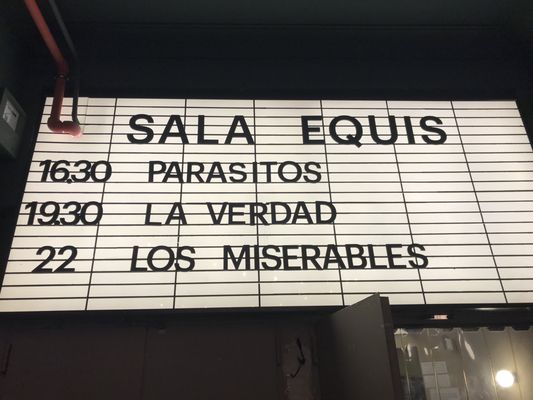 SALA EQUIS
16.30 PARASITOS
19.30 LA VERDAD
22 LOS MISERABLES